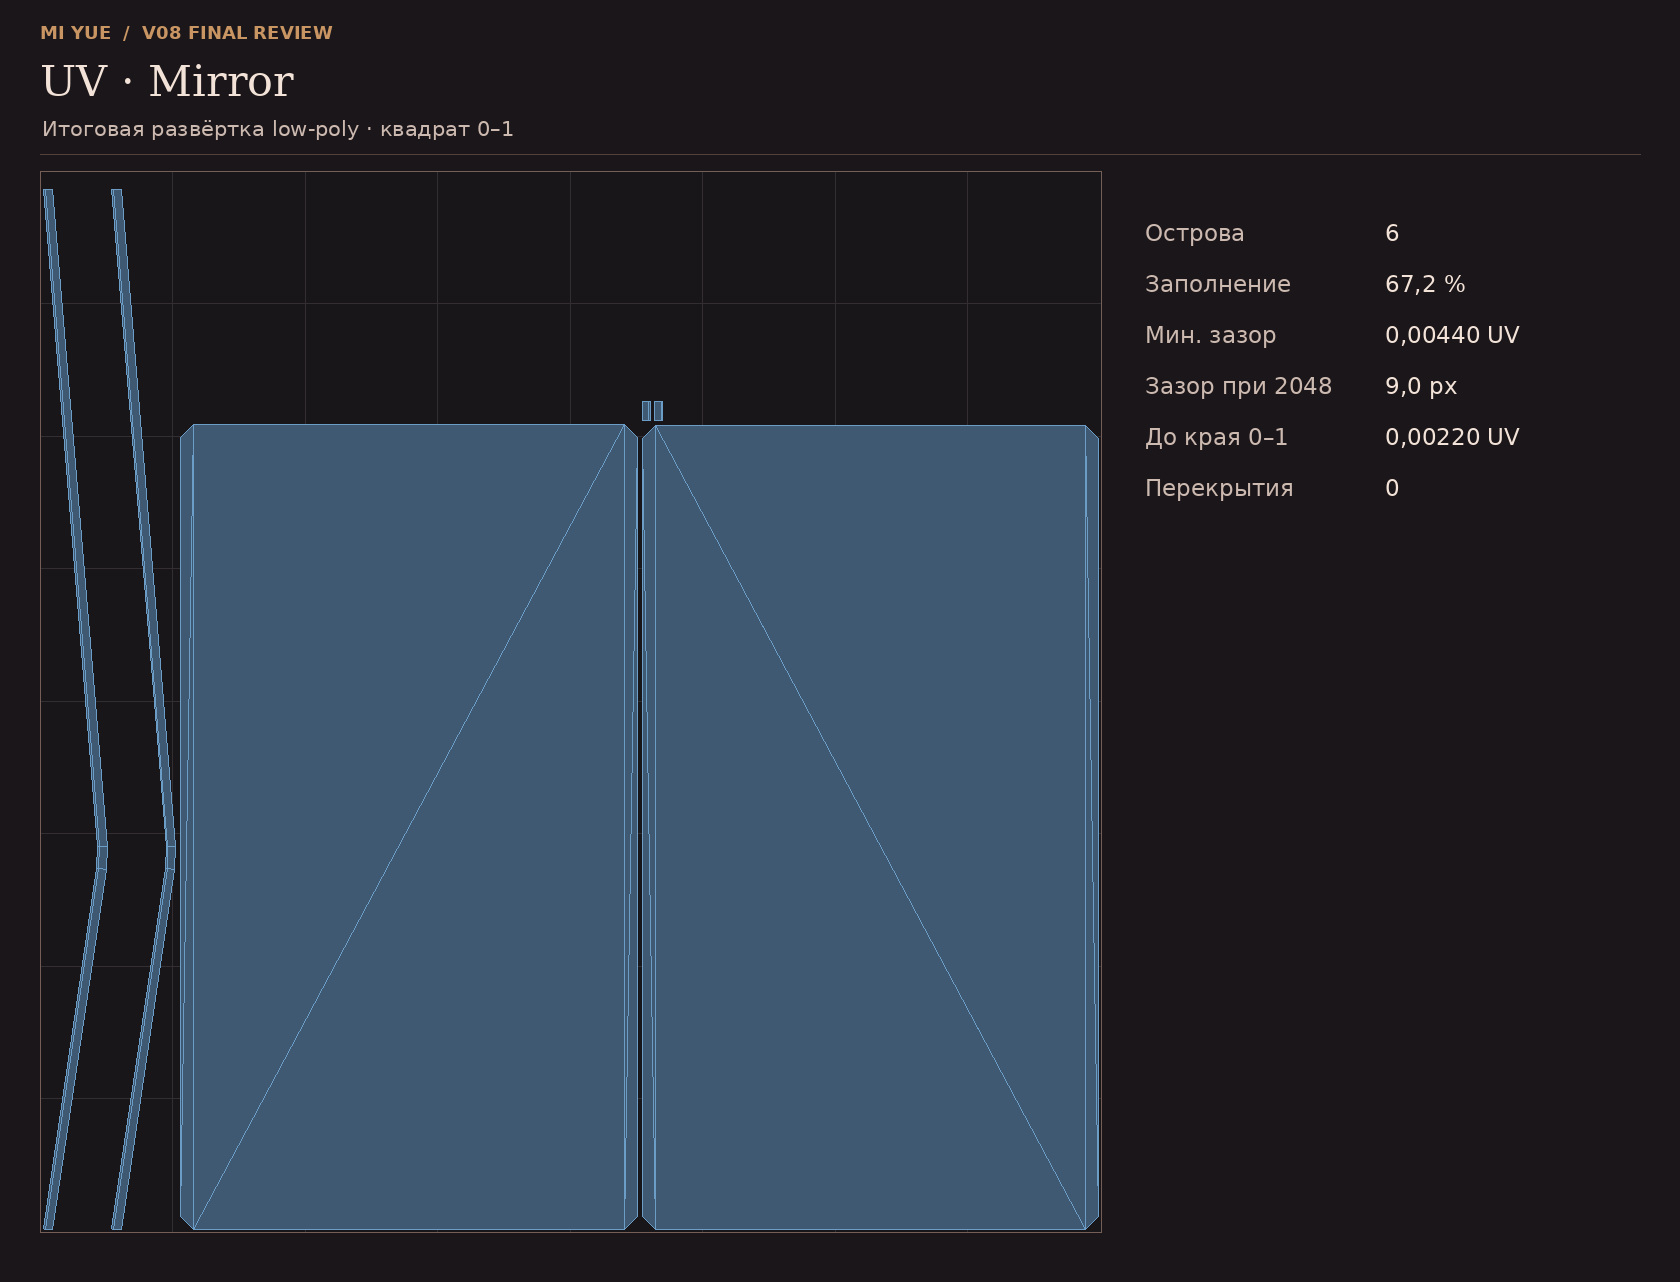 MI YUE / V08 FINAL REVIEW
UV · Mirror
Итоговая развёртка low-poly · квадрат 0–1
Острова 6
Заполнение 67,2 %
Мин. зазор 0,00440 UV
Зазор при 2048 9,0 px
До края 0–1 0,00220 UV
Перекрытия 0